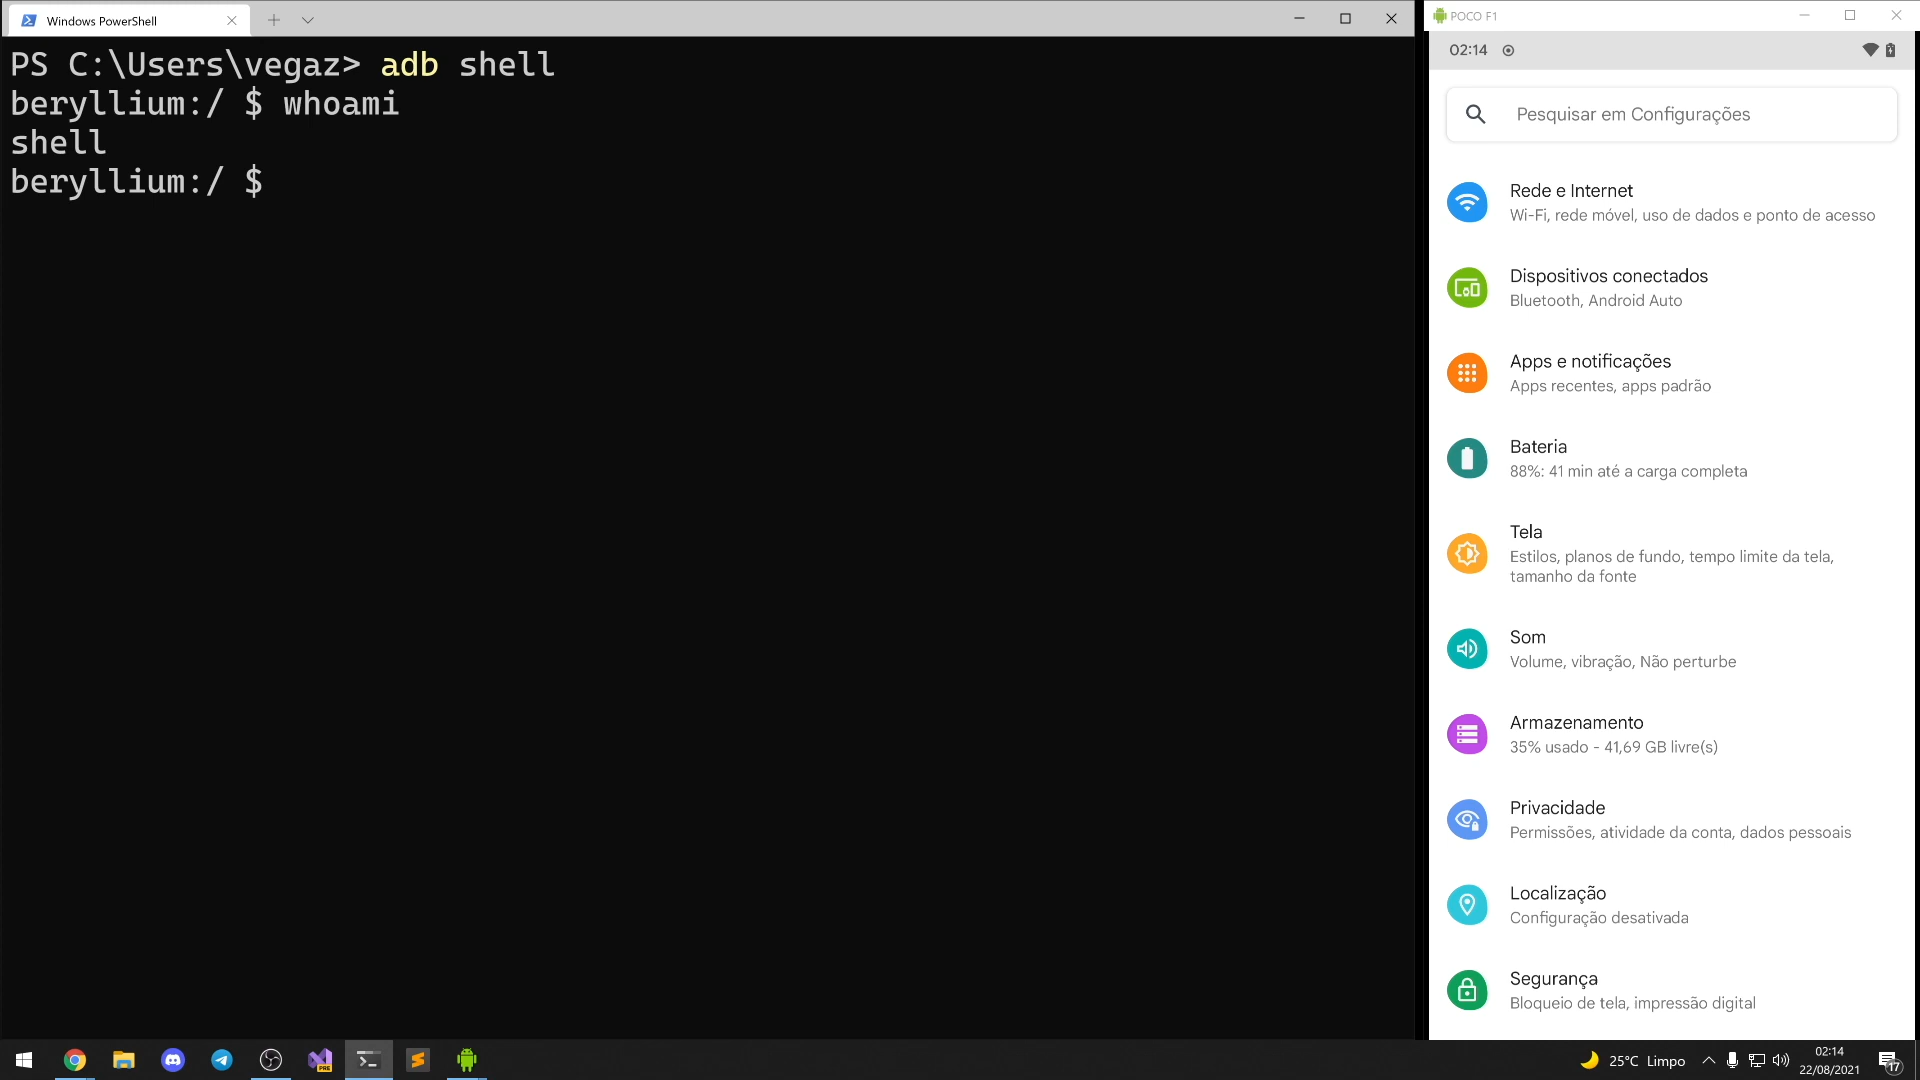 Windows PowerShell
PS C:\Users\vegaz> adb shell
beryllium:/ $ whoami
shell
beryllium:/ $
POCO F1
02:14
Pesquisar em Configurações
Rede e Internet
Wi-Fi, rede móvel, uso de dados e ponto de acesso
Dispositivos conectados
Bluetooth, Android Auto
Apps e notificações
Apps recentes, apps padrão
Bateria
88%: 41 min até a carga completa
Tela
Estilos, planos de fundo, tempo limite da tela,
tamanho da fonte
Som
Volume, vibração, Não perturbe
Armazenamento
35% usado - 41,69 GB livre(s)
Privacidade
Permissões, atividade da conta, dados pessoais
Localização
Configuração desativada
Segurança
Bloqueio de tela, impressão digital
PRE
25°C Limpo
02:14
22/08/2021
17